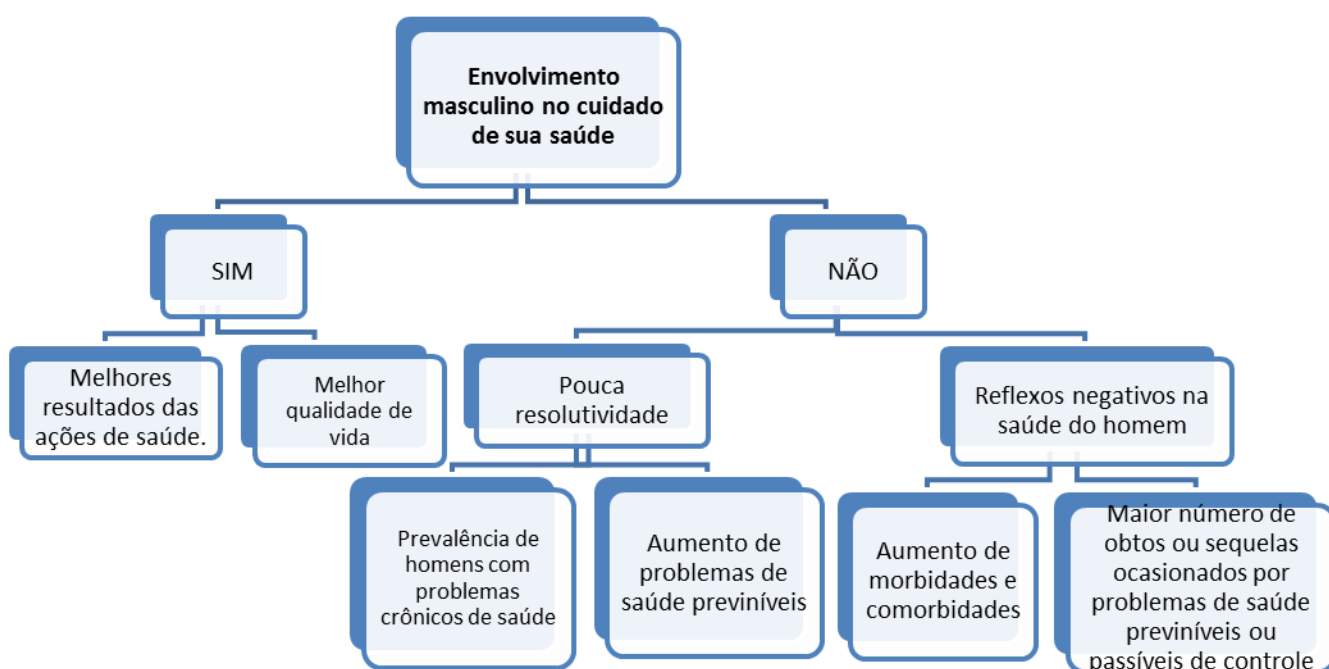 Envolvimento
masculino no cuidado
de sua saúde
SIM
NÃO
Melhores
resultados das
ações de saúde.
Melhor
qualidade de
vida
Pouca
resolutividade
Reflexos negativos na
saúde do homem
Prevalência de
homens com
problemas
crônicos de saúde
Aumento de
problemas de
saúde previníveis
Aumento de
morbidades e
comorbidades
Maior número de
obtos ou sequelas
ocasionados por
problemas de saúde
previníveis ou
passíveis de controle